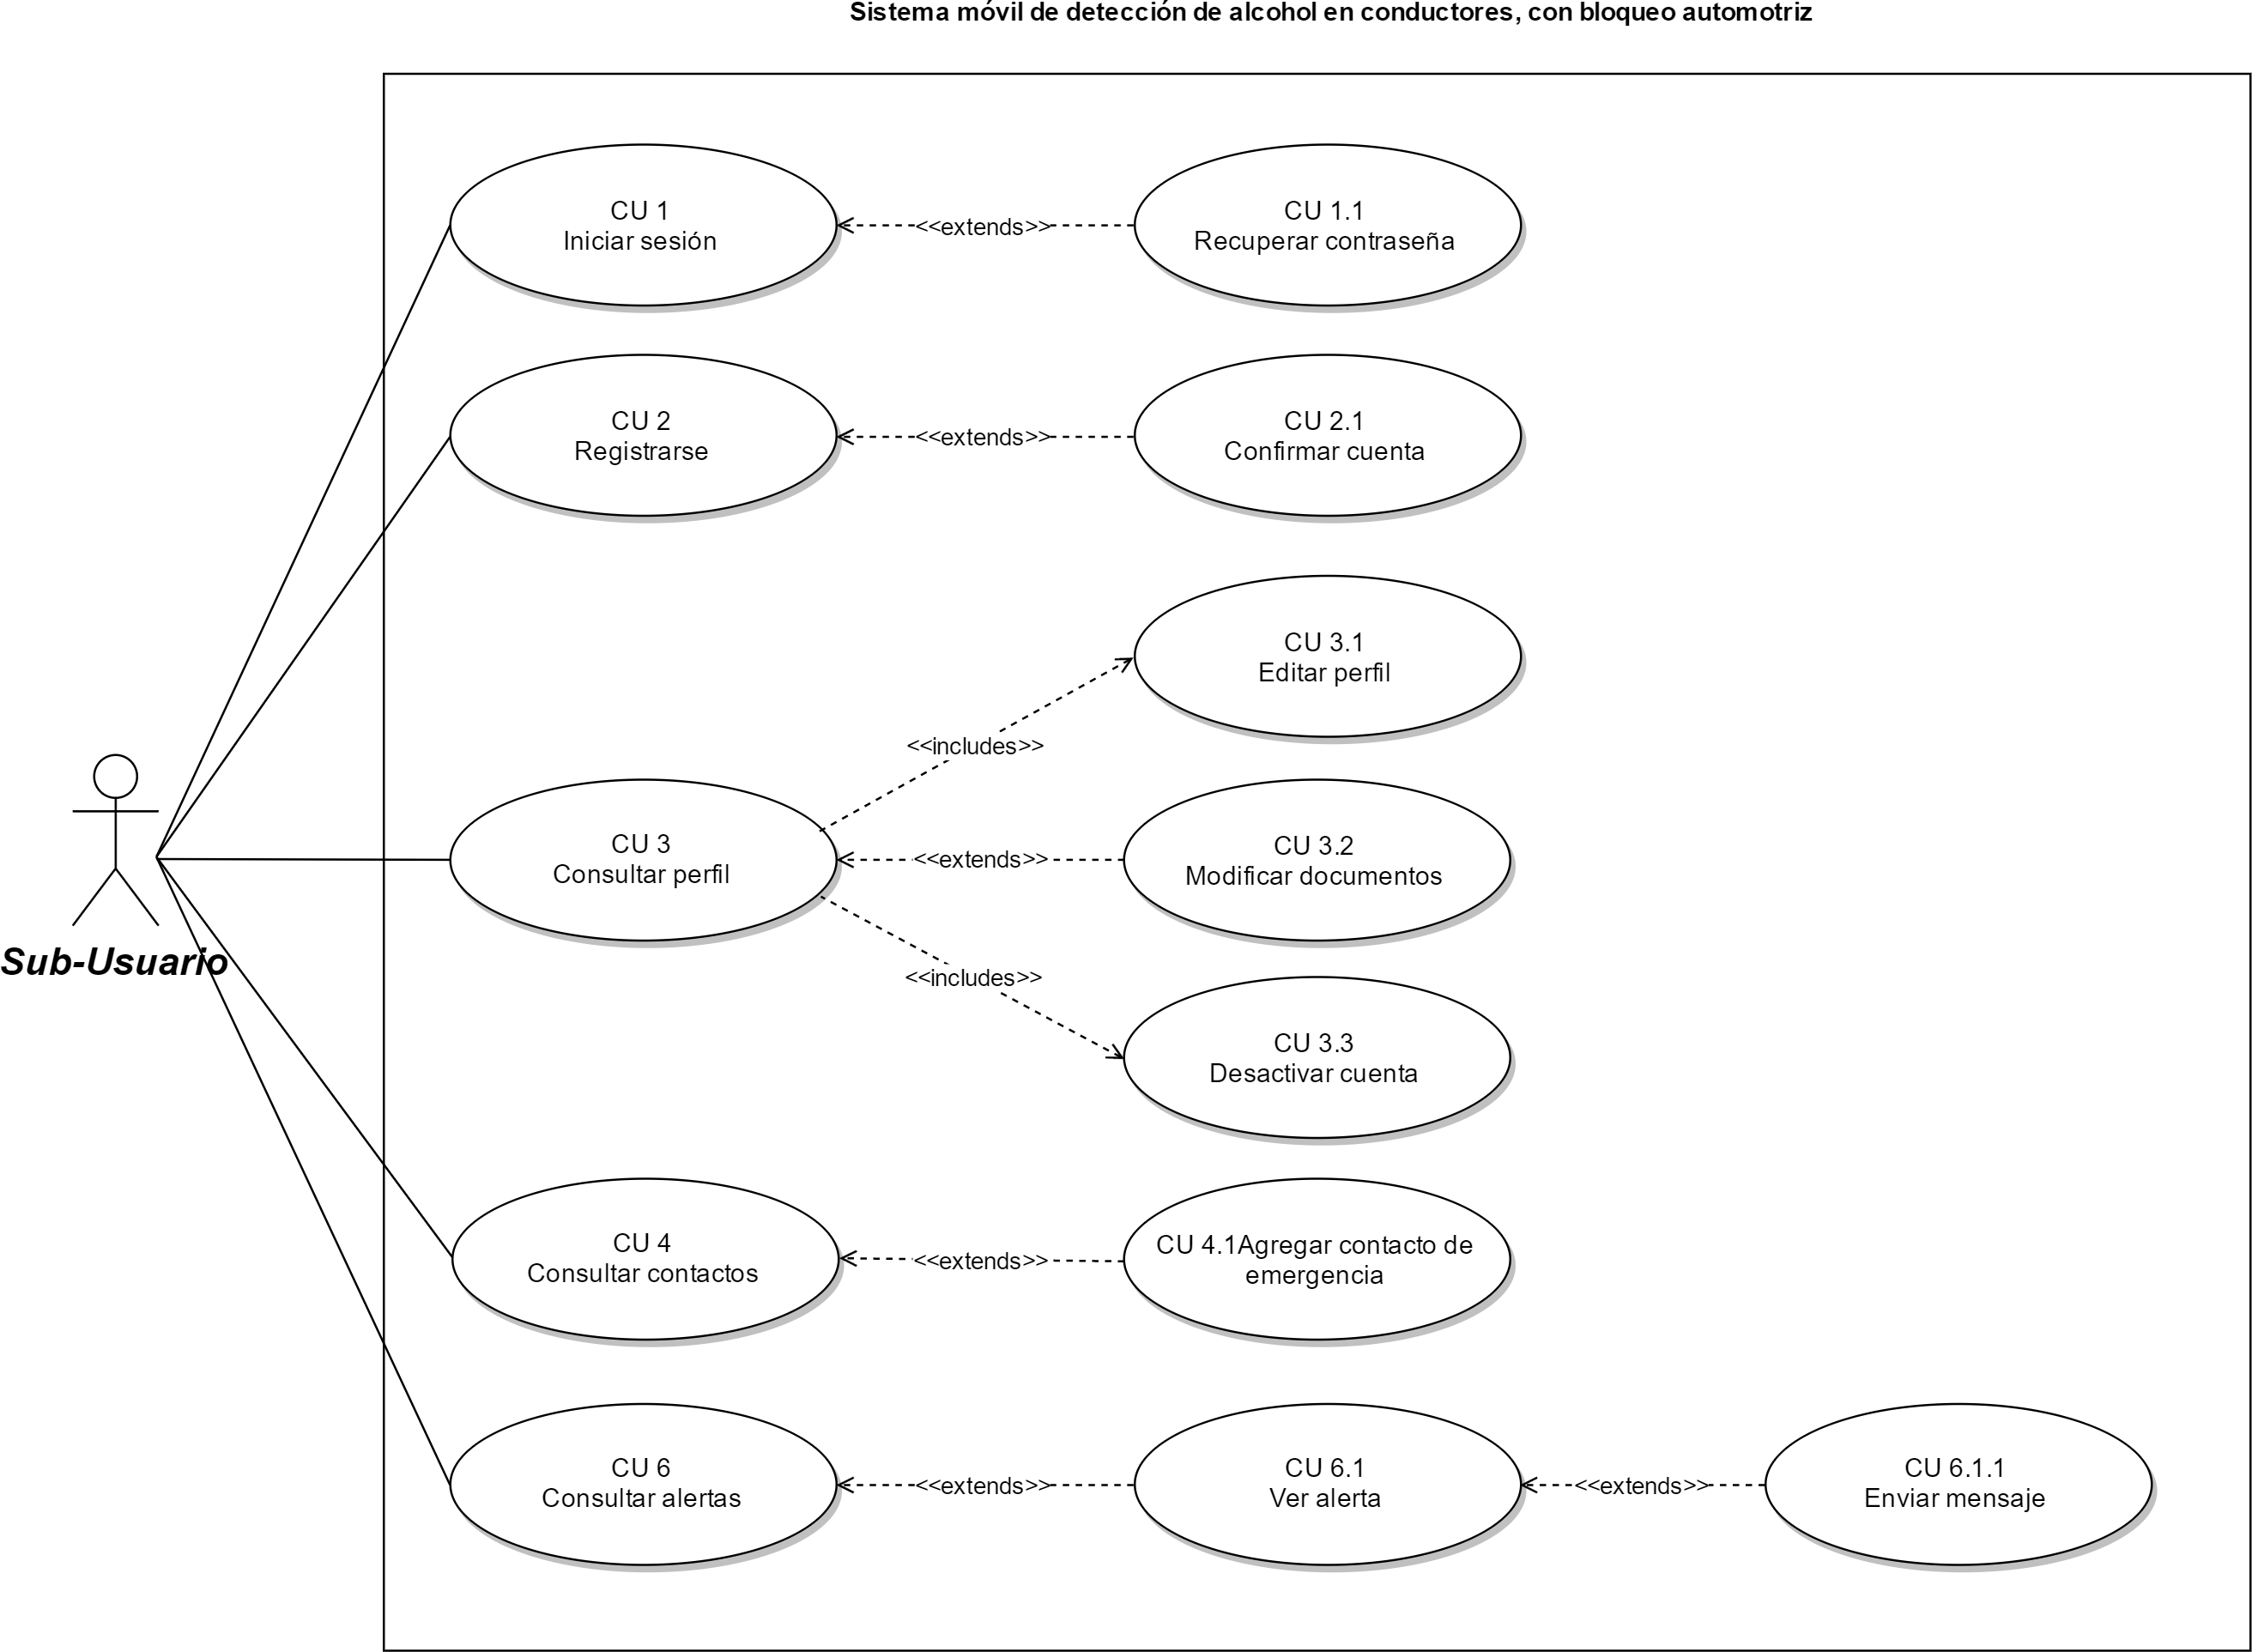 Sistema móvil de detección de alcohol en conductores, con bloqueo automotriz
CU 1
Iniciar sesión
<<extends>>
CU 1.1
Recuperar contraseña
CU 2
Registrarse
<<extends>>
CU 2.1
Confirmar cuenta
CU 3.1
Editar perfil
<<includes>>
CU 3
Consultar perfil
<<extends>>
CU 3.2
Modificar documentos
Sub-Usuario
<<includes>>
CU 3.3
Desactivar cuenta
CU 4
Consultar contactos
<<extends>>
CU 4.1Agregar contacto de
emergencia
CU 6
Consultar alertas
<<extends>>
CU 6.1
Ver alerta
<<extends>>
CU 6.1.1
Enviar mensaje